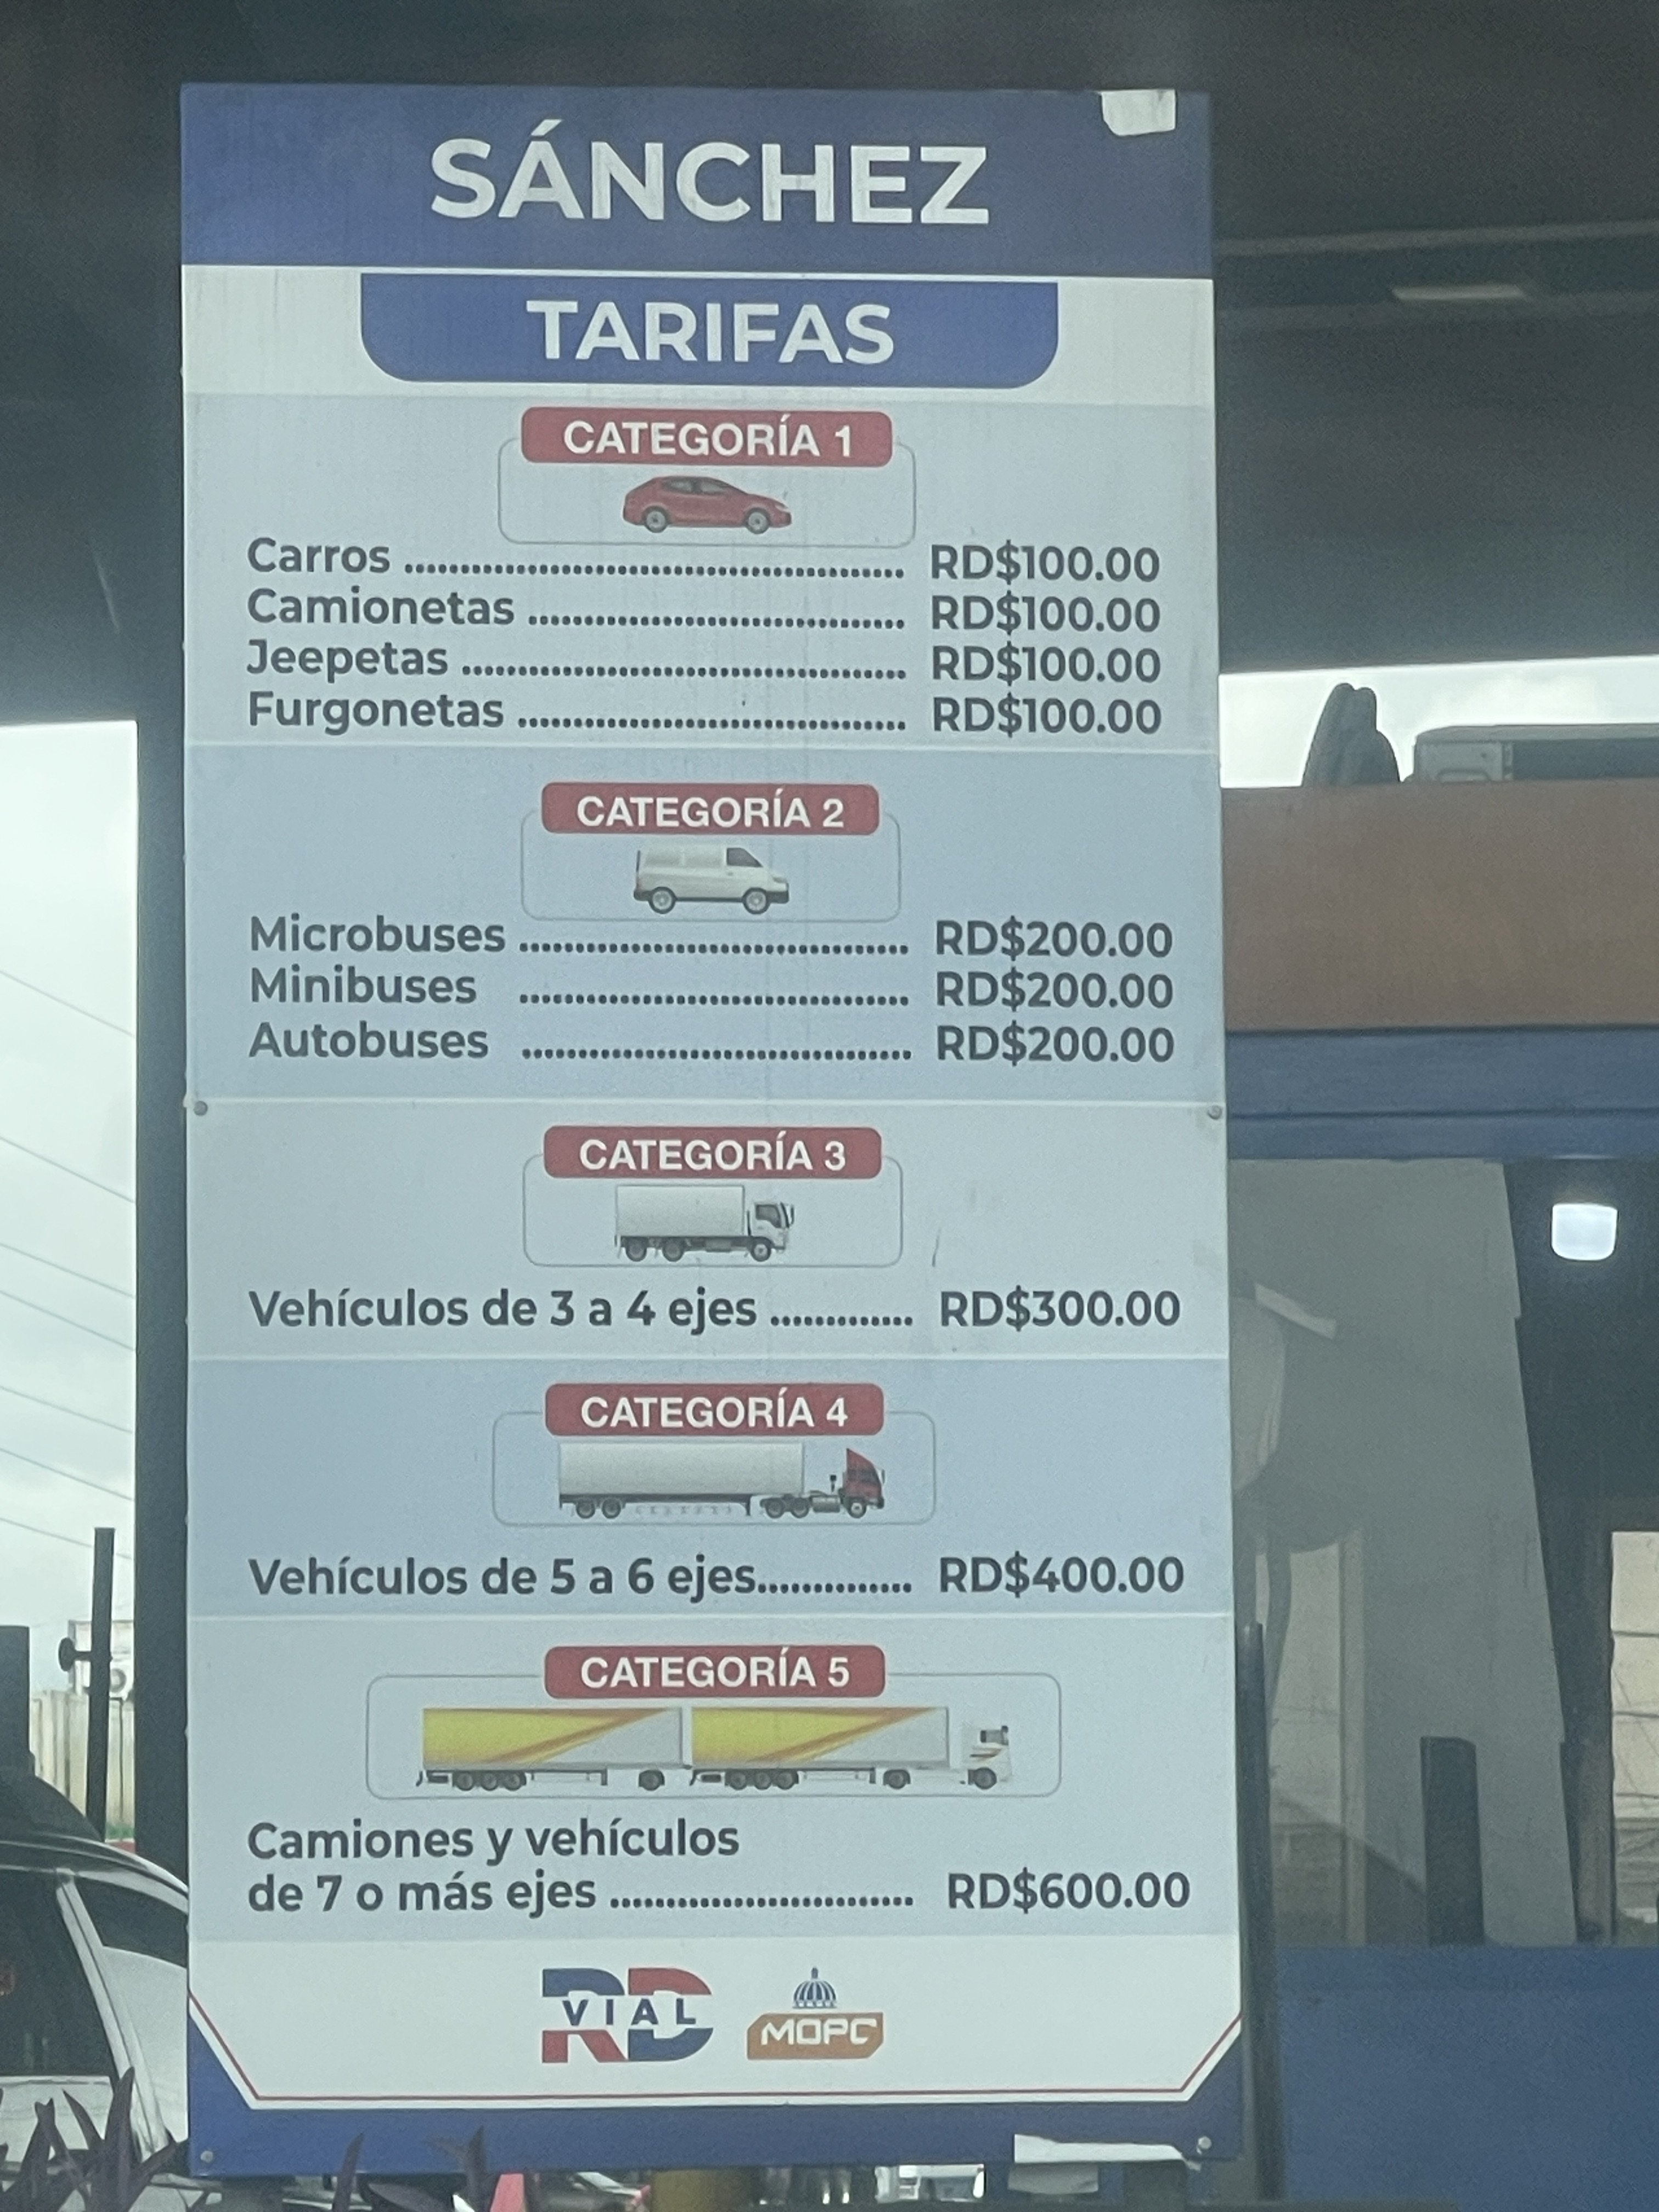 SÁNCHEZ
TARIFAS
CATEGORÍA 1
Carros ................................................... RD$100.00
Camionetas ....................................... RD$100.00
Jeepetas .............................................. RD$100.00
Furgonetas ........................................ RD$100.00
CATEGORÍA 2
Microbuses ........................................ RD$200.00
Minibuses ........................................ RD$200.00
Autobuses ........................................ RD$200.00
CATEGORÍA 3
Vehículos de 3 a 4 ejes ............. RD$300.00
CATEGORÍA 4
Vehículos de 5 a 6 ejes.............. RD$400.00
CATEGORÍA 5
Camiones y vehículos
de 7 o más ejes ............................ RD$600.00
RD VIAL MOPC